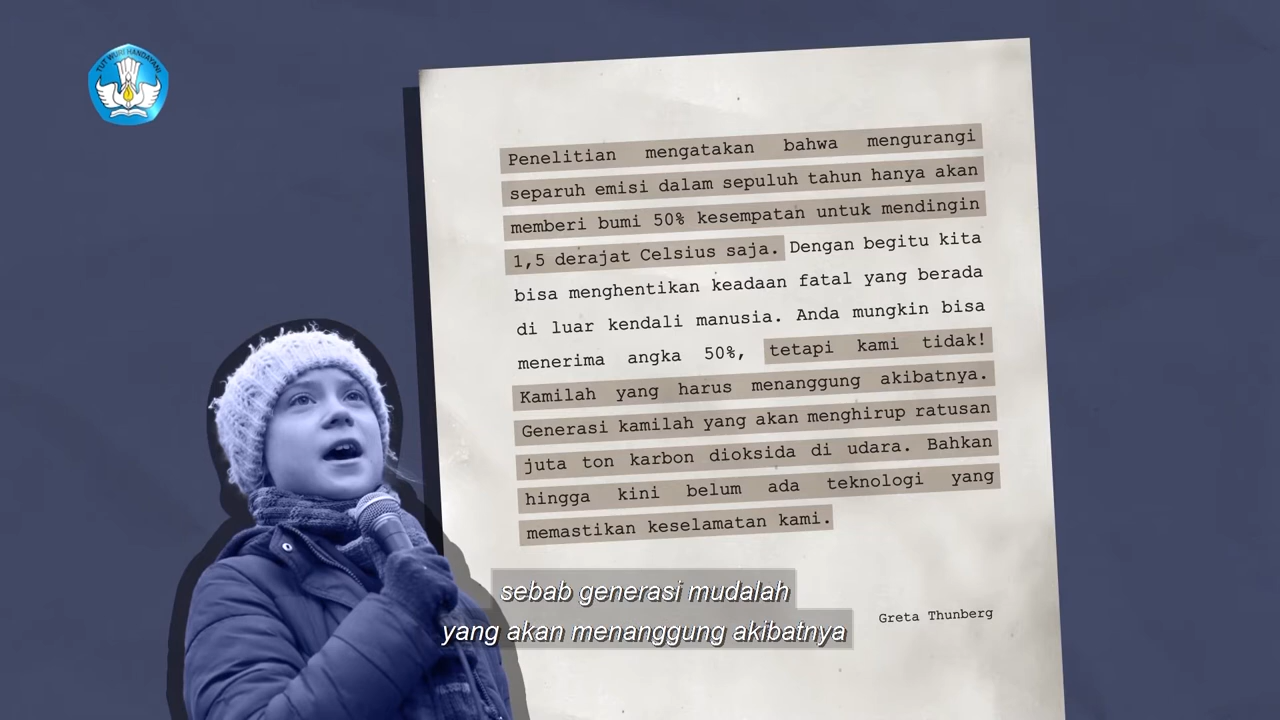 TUT WURI HANDAYANI
Penelitian mengatakan bahwa mengurangi
separuh emisi dalam sepuluh tahun hanya akan
memberi bumi 50% kesempatan untuk mendingin
1,5 derajat Celsius saja. Dengan begitu kita
bisa menghentikan keadaan fatal yang berada
di luar kendali manusia. Anda mungkin bisa
menerima angka 50%, tetapi kami tidak!
Kamilah yang harus menanggung akibatnya.
Generasi kamilah yang akan menghirup ratusan
juta ton karbon dioksida di udara. Bahkan
hingga kini belum ada teknologi yang
memastikan keselamatan kami.
Greta Thunberg
sebab generasi mudalah
yang akan menanggung akibatnya